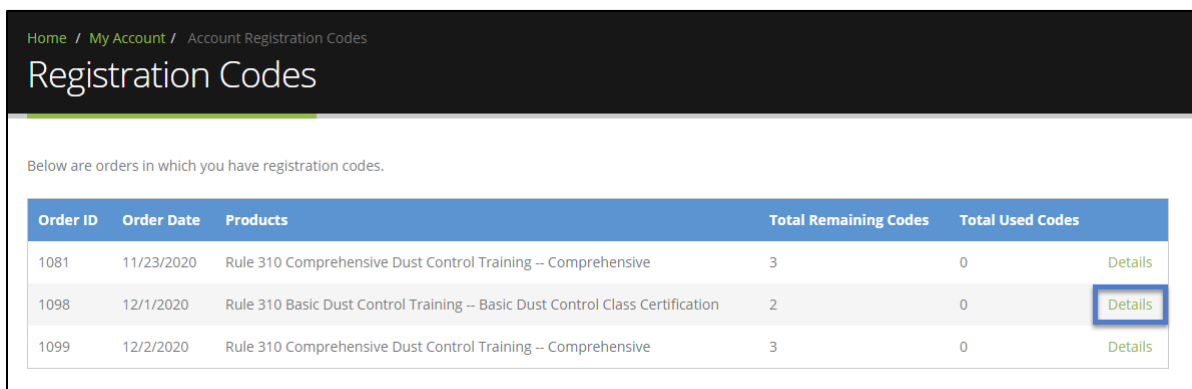 Home / My Account / Account Registration Codes
Registration Codes
Below are orders in which you have registration codes.
Order ID Order Date Products Total Remaining Codes Total Used Codes
1081 11/23/2020 Rule 310 Comprehensive Dust Control Training -- Comprehensive 3 0 Details
1098 12/1/2020 Rule 310 Basic Dust Control Training -- Basic Dust Control Class Certification 2 0 Details
1099 12/2/2020 Rule 310 Comprehensive Dust Control Training -- Comprehensive 3 0 Details